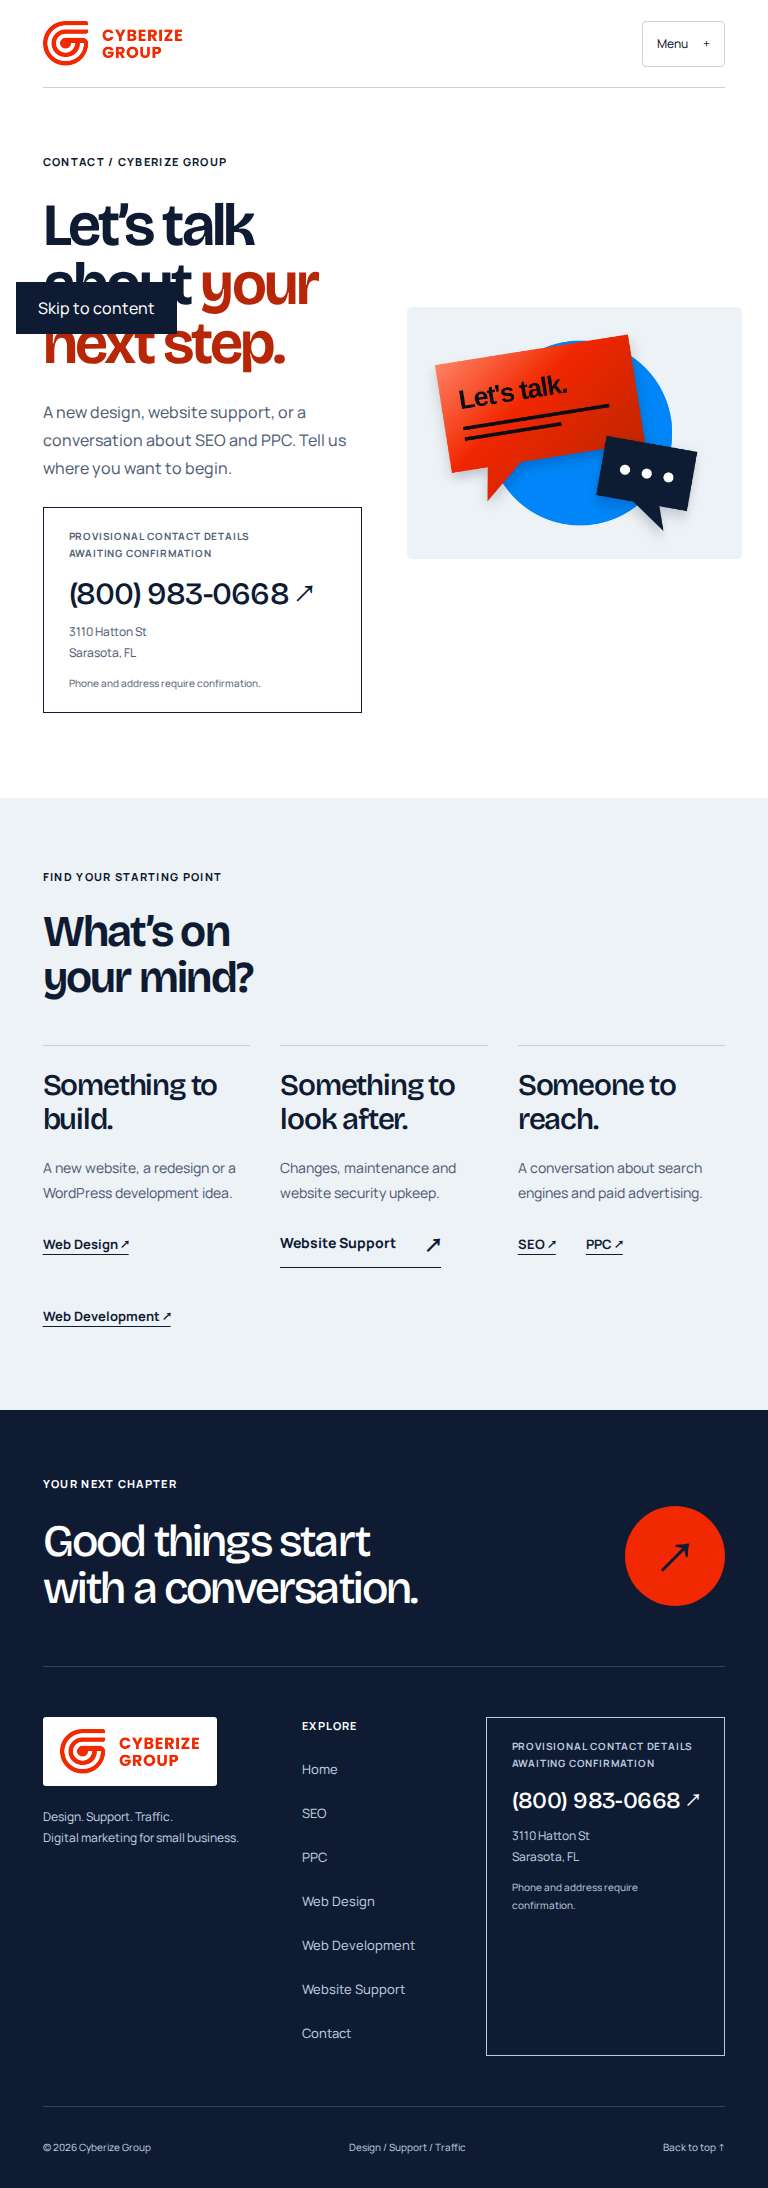 CYBERIZE
GROUP
Menu +
CONTACT / CYBERIZE GROUP
Let's talk
about your
Skip to content
next step.
A new design, website support, or a
conversation about SEO and PPC. Tell us
where you want to begin.
Let's talk.
PROVISIONAL CONTACT DETAILS
AWAITING CONFIRMATION
(800) 983-0668 ↗
3110 Hatton St
Sarasota, FL
Phone and address require confirmation.
FIND YOUR STARTING POINT
What's on
your mind?
Something to
build.
A new website, a redesign or a
WordPress development idea.
Web Design ↗
Web Development ↗
Something to
look after.
Changes, maintenance and
website security upkeep.
Website Support ↗
Someone to
reach.
A conversation about search
engines and paid advertising.
SEO ↗ PPC ↗
YOUR NEXT CHAPTER
Good things start
with a conversation.
↗
CYBERIZE
GROUP
Design. Support. Traffic.
Digital marketing for small business.
EXPLORE
Home
SEO
PPC
Web Design
Web Development
Website Support
Contact
PROVISIONAL CONTACT DETAILS
AWAITING CONFIRMATION
(800) 983-0668 ↗
3110 Hatton St
Sarasota, FL
Phone and address require
confirmation.
© 2026 Cyberize Group
Design / Support / Traffic
Back to top ↑